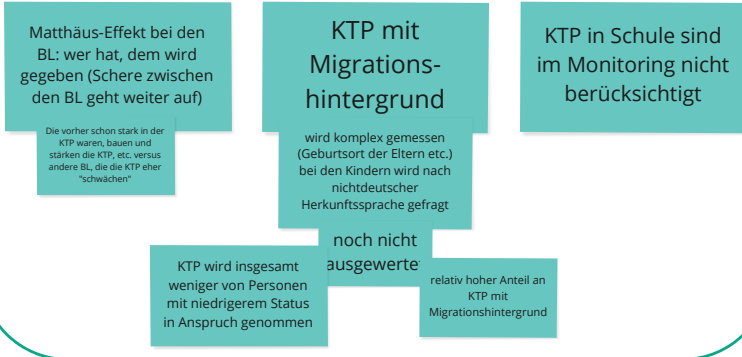 Matthäus-Effekt bei den
BL: wer hat, dem wird
gegeben (Schere zwischen
den BL geht weiter auf)
Die vorher schon stark in der
KTP waren, bauen und
stärken die KTP, etc. versus
andere BL, die die KTP eher
"schwächen"
KTP mit
Migrations-
hintergrund
wird komplex gemessen
(Geburtsort der Eltern etc.)
bei den Kindern wird nach
nichtdeutscher
Herkunftssprache gefragt
noch nicht
ausgewertet
KTP in Schule sind
im Monitoring nicht
berücksichtigt
KTP wird insgesamt
weniger von Personen
mit niedrigerem Status
in Anspruch genommen
relativ hoher Anteil an
KTP mit
Migrationshintergrund